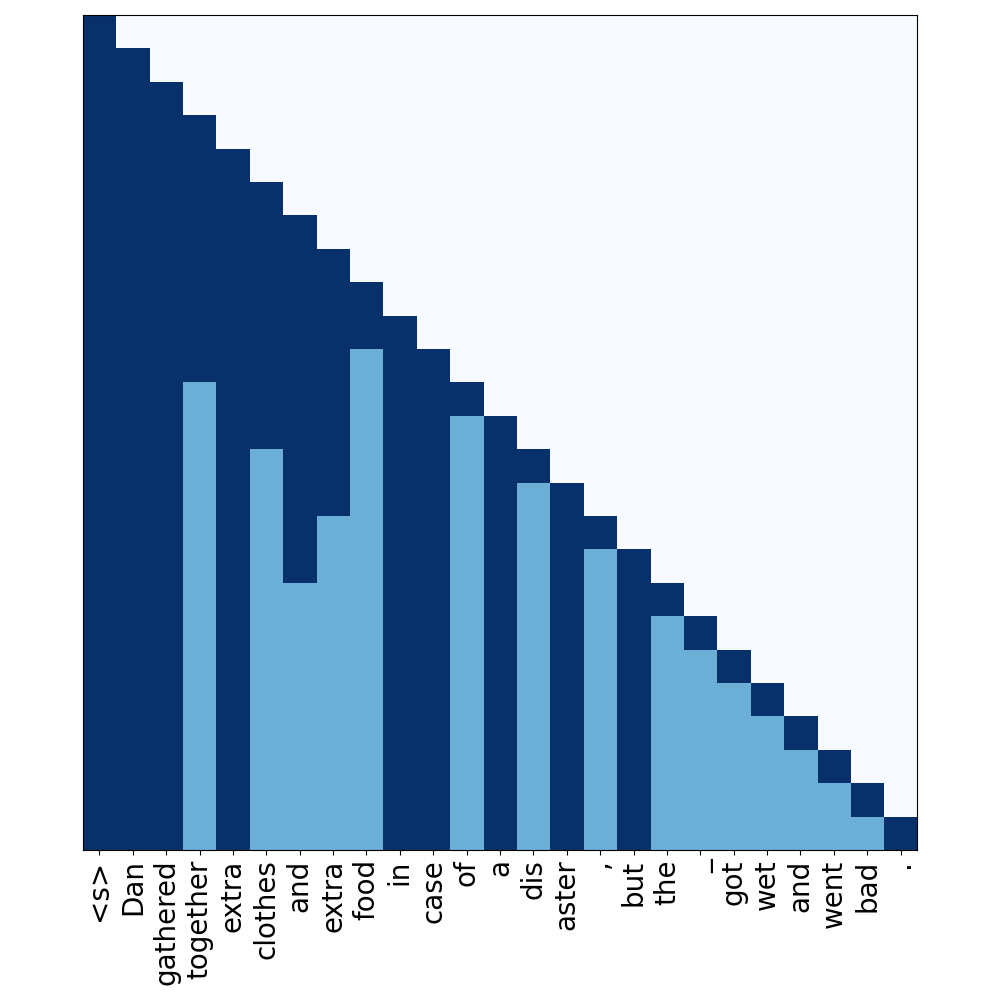 <s> Dan gathered together extra clothes and extra food in case of a dis aster , but the _ got wet and went bad .